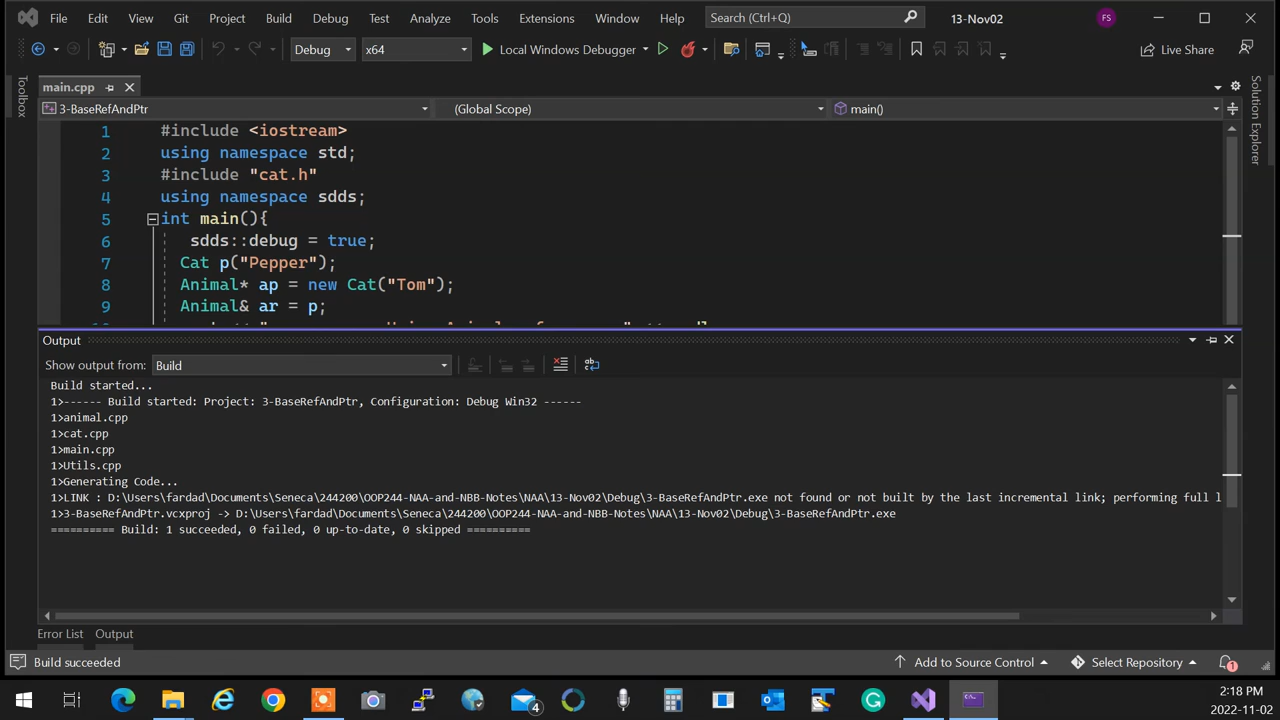 File Edit View Git Project Build Debug Test Analyze Tools Extensions Window Help Search (Ctrl+Q) 13-Nov02 FS
Debug x64 Local Windows Debugger Live Share
Toolbox
Solution Explorer
main.cpp
3-BaseRefAndPtr (Global Scope) main()
1 #include <iostream>
2 using namespace std;
3 #include "cat.h"
4 using namespace sdds;
5 int main(){
6 sdds::debug = true;
7 Cat p("Pepper");
8 Animal* ap = new Cat("Tom");
9 Animal& ar = p;
Output
Show output from: Build
Build started...
1>------ Build started: Project: 3-BaseRefAndPtr, Configuration: Debug Win32 ------
1>animal.cpp
1>cat.cpp
1>main.cpp
1>Utils.cpp
1>Generating Code...
1>LINK : D:\Users\fardad\Documents\Seneca\244200\OOP244-NAA-and-NBB-Notes\NAA\13-Nov02\Debug\3-BaseRefAndPtr.exe not found or not built by the last incremental link; performing full l
1>3-BaseRefAndPtr.vcxproj -> D:\Users\fardad\Documents\Seneca\244200\OOP244-NAA-and-NBB-Notes\NAA\13-Nov02\Debug\3-BaseRefAndPtr.exe
========== Build: 1 succeeded, 0 failed, 0 up-to-date, 0 skipped ==========
Error List Output
Build succeeded Add to Source Control Select Repository 1
4
2:18 PM
2022-11-02